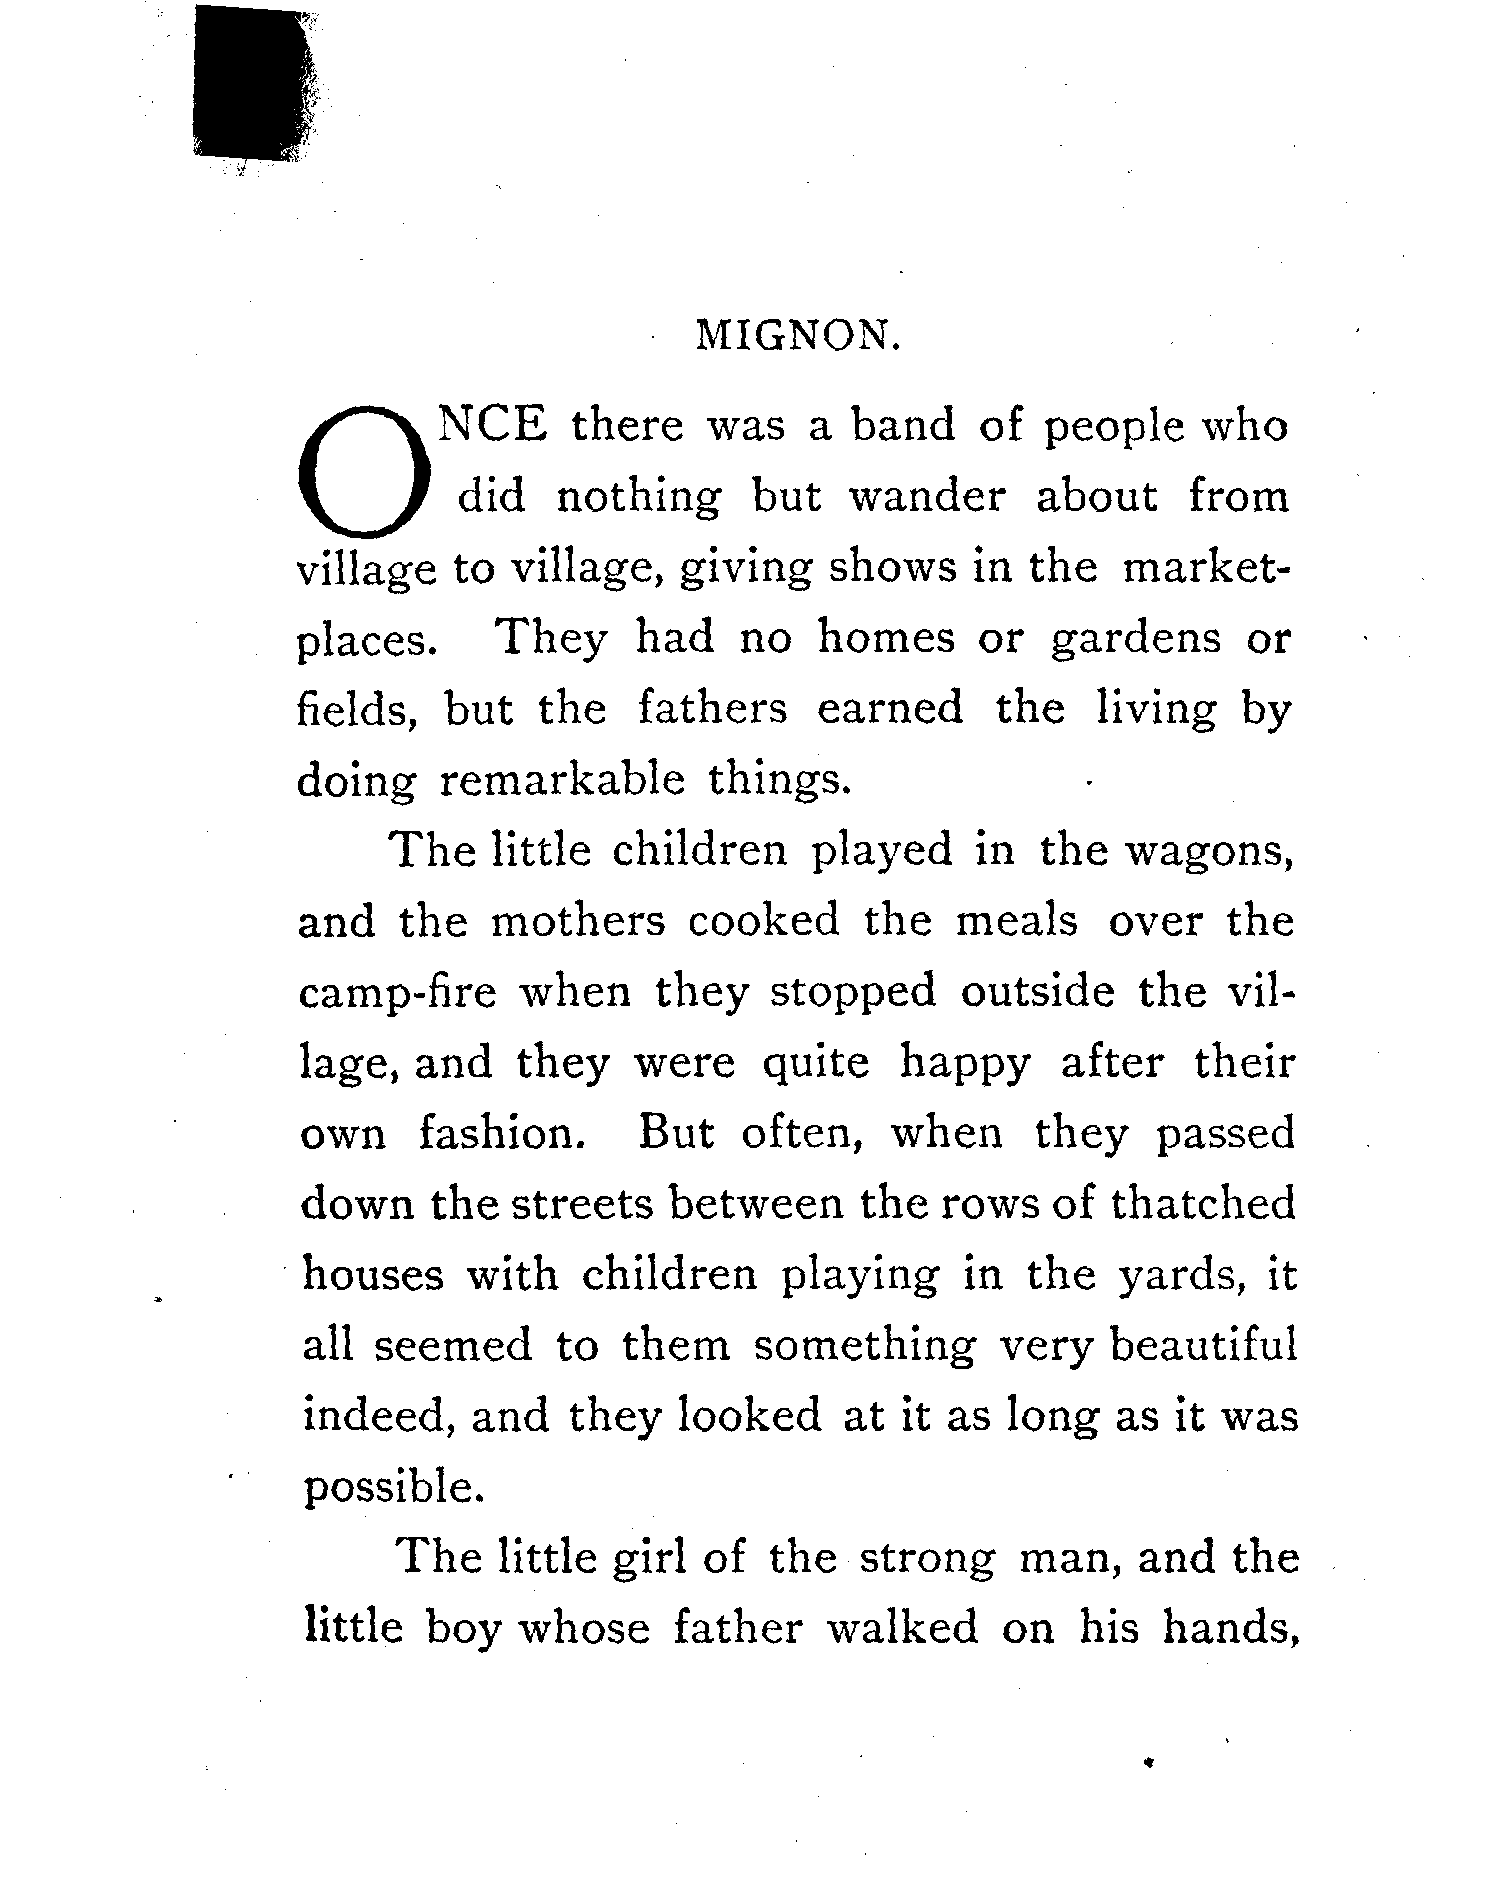 MIGNON.
ONCE there was a band of people who
did nothing but wander about from
village to village, giving shows in the market-
places. They had no homes or gardens or
fields, but the fathers earned the living by
doing remarkable things.
The little children played in the wagons,
and the mothers cooked the meals over the
camp-fire when they stopped outside the vil-
lage, and they were quite happy after their
own fashion. But often, when they passed
down the streets between the rows of thatched
houses with children playing in the yards, it
all seemed to them something very beautiful
indeed, and they looked at it as long as it was
possible.
The little girl of the strong man, and the
little boy whose father walked on his hands,